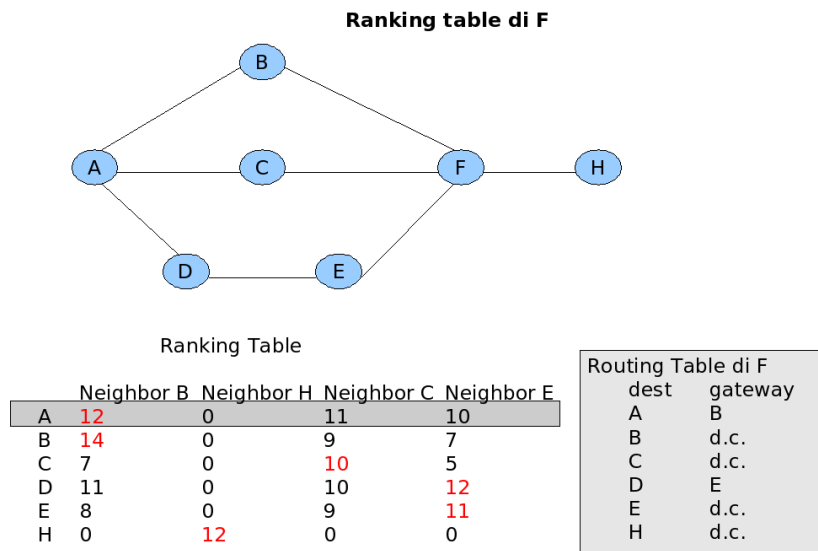 Ranking table di F
B
A C F H
D E
Ranking Table
Neighbor B Neighbor H Neighbor C Neighbor E
A 12 0 11 10
B 14 0 9 7
C 7 0 10 5
D 11 0 10 12
E 8 0 9 11
H 0 12 0 0
Routing Table di F
dest gateway
A B
B d.c.
C d.c.
D E
E d.c.
H d.c.